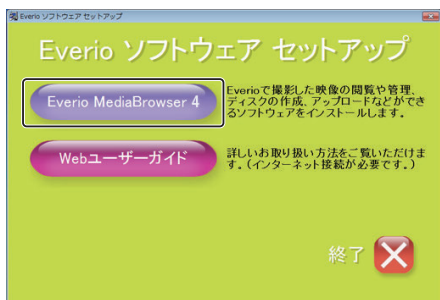 Everio ソフトウェア セットアップ
Everio ソフトウェア セットアップ
Everio MediaBrowser 4
Everioで撮影した映像の閲覧や管理、
ディスクの作成、アップロードなどができ
るソフトウェアをインストールします。
Webユーザーガイド
詳しいお取り扱い方法をご覧いただけま
す。(インターネット接続が必要です。)
終了